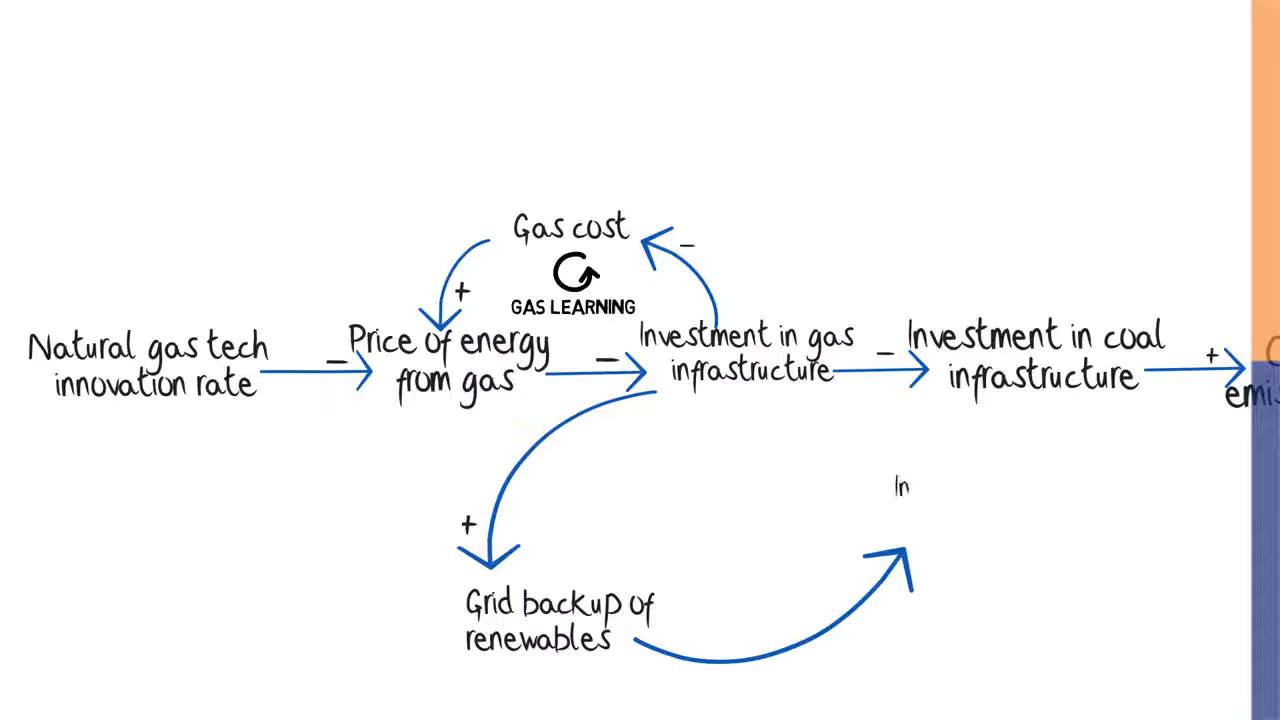 Gas cost
−
+
GAS LEARNING
Natural gas tech
innovation rate
−
Price of energy
from gas
−
Investment in gas
infrastructure
−
Investment in coal
infrastructure
+
+
In
Grid backup of
renewables